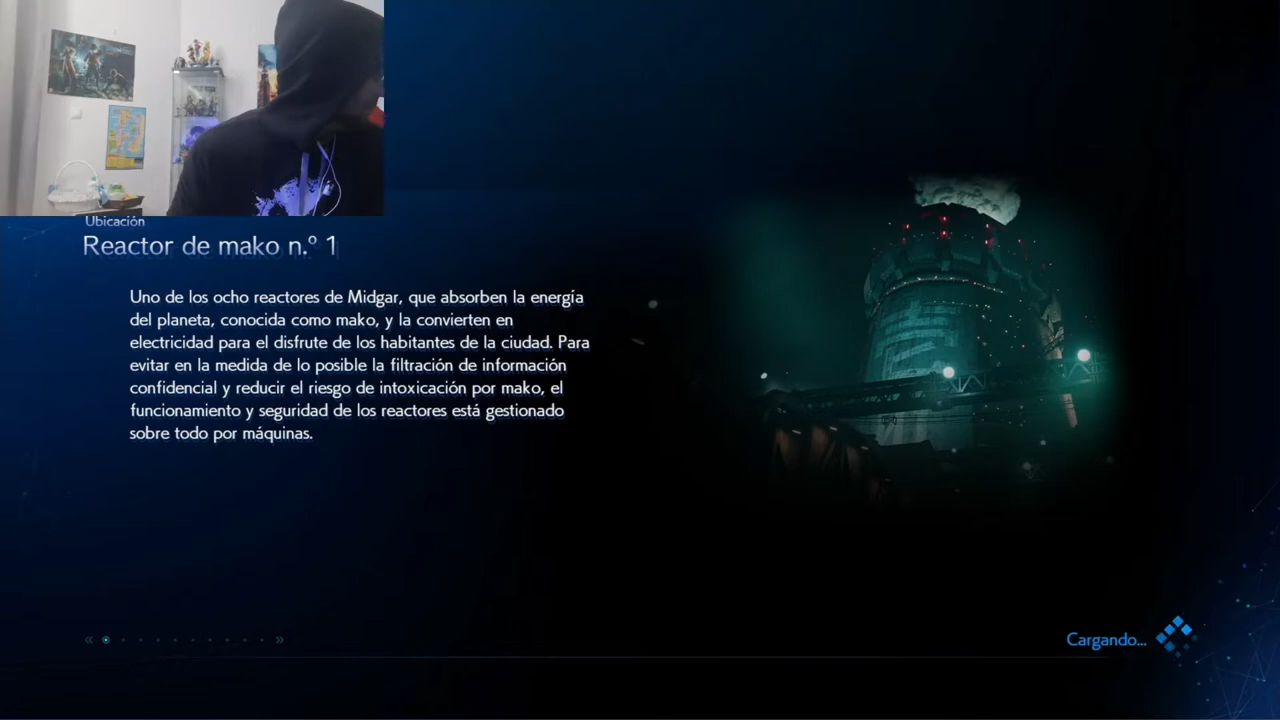 Ubicación
Reactor de mako n.º 1
Uno de los ocho reactores de Midgar, que absorben la energía
del planeta, conocida como mako, y la convierten en
electricidad para el disfrute de los habitantes de la ciudad. Para
evitar en la medida de lo posible la filtración de información
confidencial y reducir el riesgo de intoxicación por mako, el
funcionamiento y seguridad de los reactores está gestionado
sobre todo por máquinas.
Cargando...